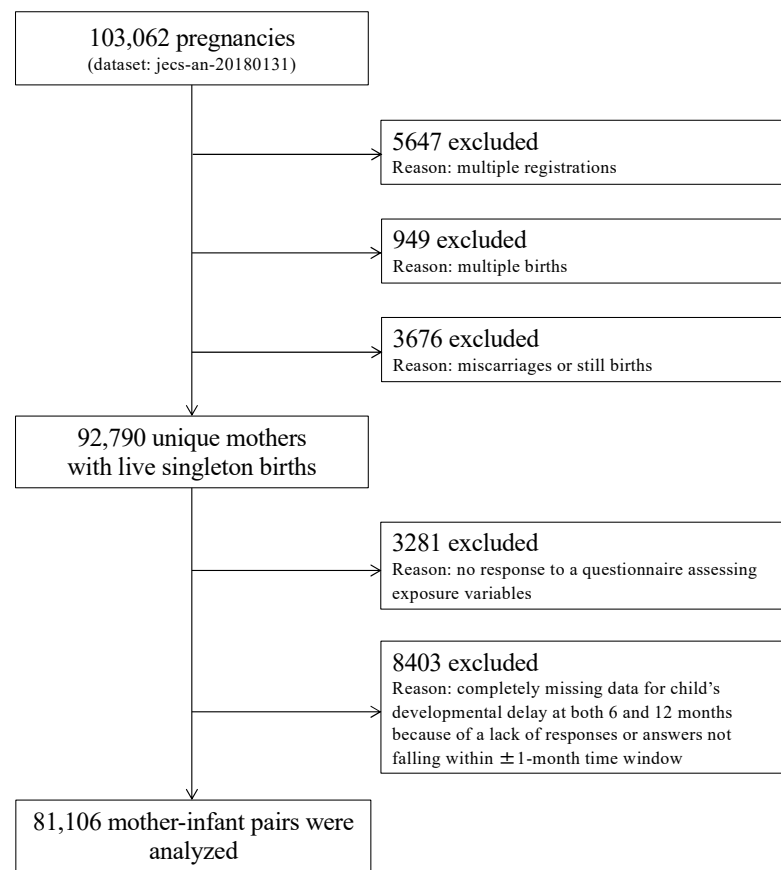 103,062 pregnancies
(dataset: jecs-an-20180131)
5647 excluded
Reason: multiple registrations
949 excluded
Reason: multiple births
3676 excluded
Reason: miscarriages or still births
92,790 unique mothers
with live singleton births
3281 excluded
Reason: no response to a questionnaire assessing
exposure variables
8403 excluded
Reason: completely missing data for child’s
developmental delay at both 6 and 12 months
because of a lack of responses or answers not
falling within ±1-month time window
81,106 mother-infant pairs were
analyzed